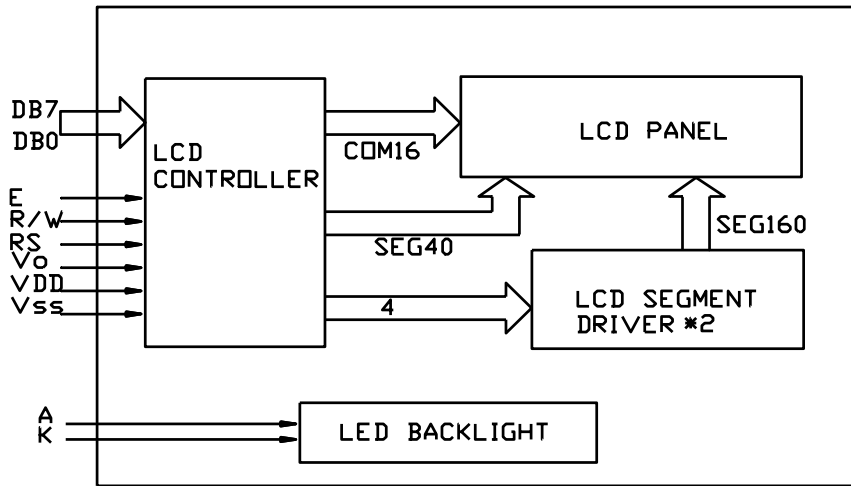 DB7
DB0
LCD
CONTROLLER
COM16
LCD PANEL
E
R/W
RS
Vo
VDD
Vss
SEG40
SEG160
4
LCD SEGMENT
DRIVER *2
A
K
LED BACKLIGHT